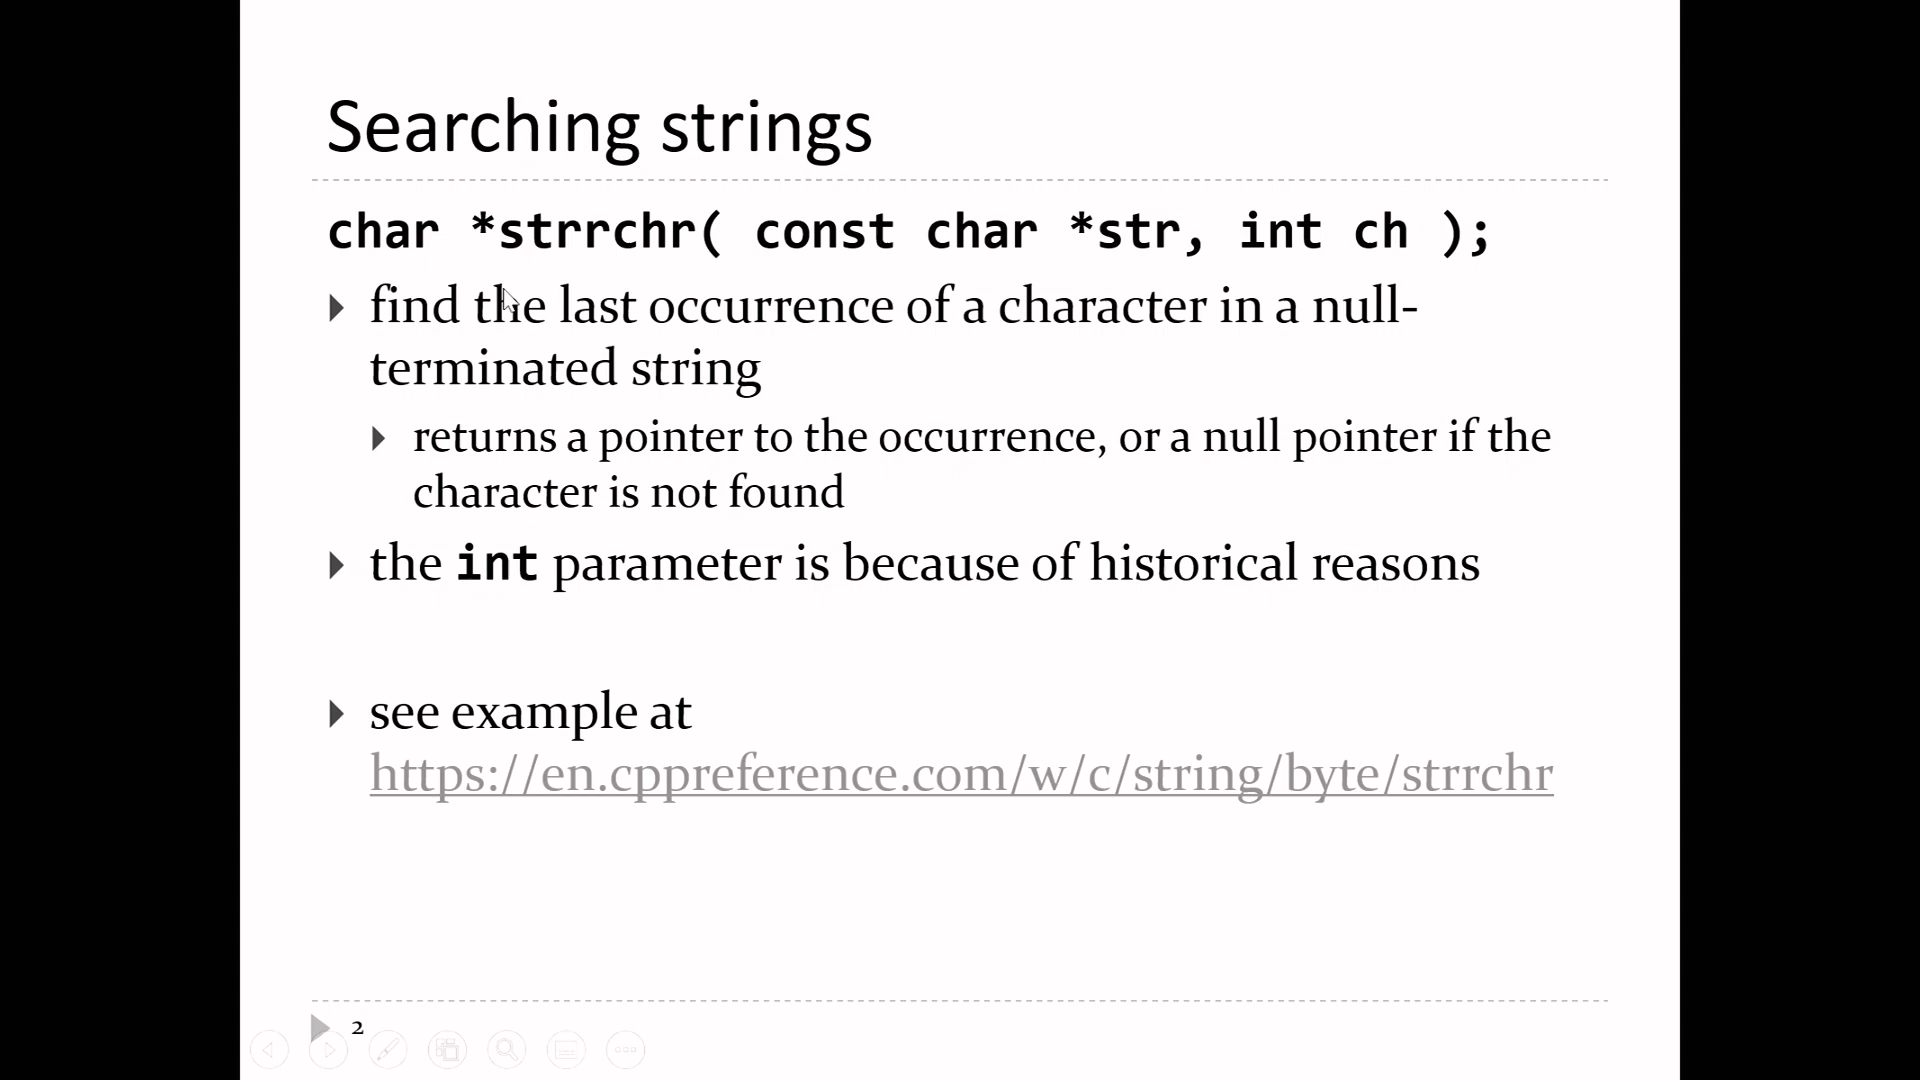 Searching strings
char *strrchr( const char *str, int ch );
find the last occurrence of a character in a null-
terminated string
returns a pointer to the occurrence, or a null pointer if the
character is not found
the int parameter is because of historical reasons
see example at
https://en.cppreference.com/w/c/string/byte/strrchr
2